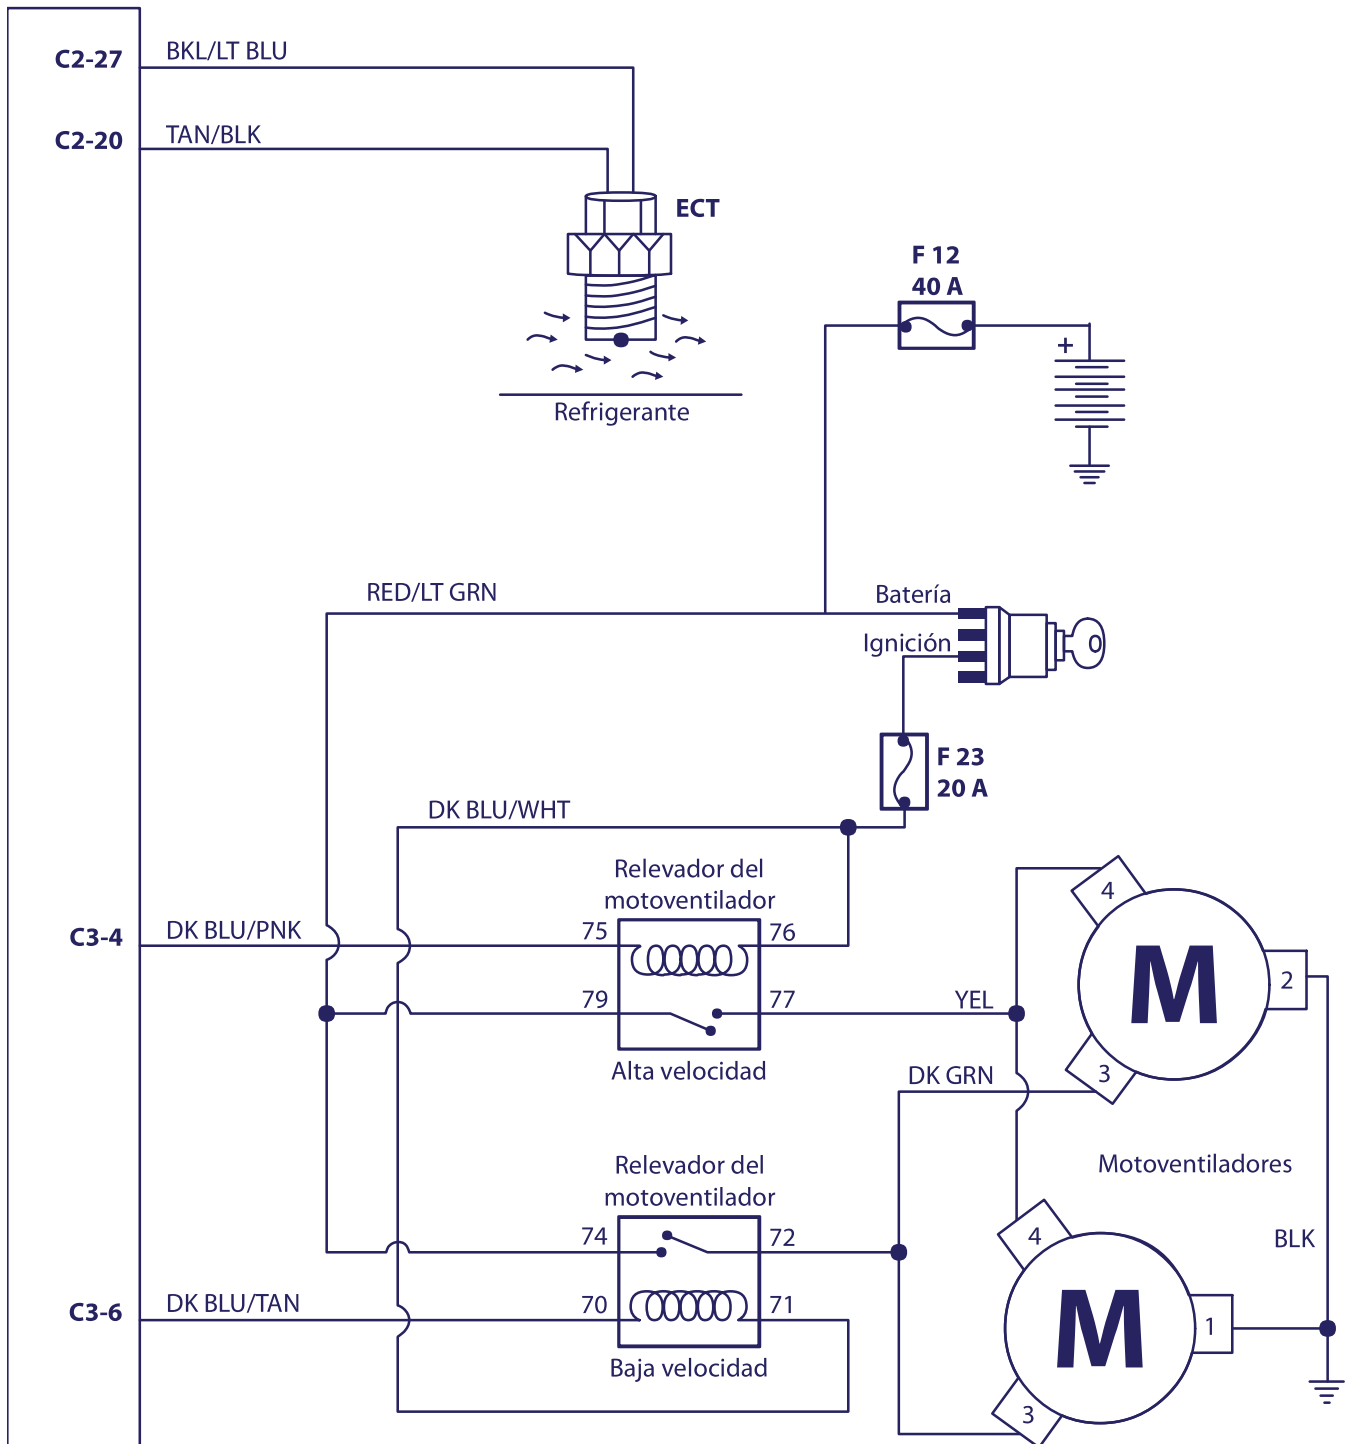 C2-27
BKL/LT BLU
C2-20
TAN/BLK
ECT
F 12
40 A
+
Refrigerante
RED/LT GRN
Batería
Ignición
F 23
20 A
DK BLU/WHT
Relevador del
motoventilador
C3-4
DK BLU/PNK
75
76
79
77
YEL
Alta velocidad
4
M
2
3
DK GRN
Motoventiladores
Relevador del
motoventilador
74
72
BLK
C3-6
DK BLU/TAN
70
71
Baja velocidad
4
M
1
3